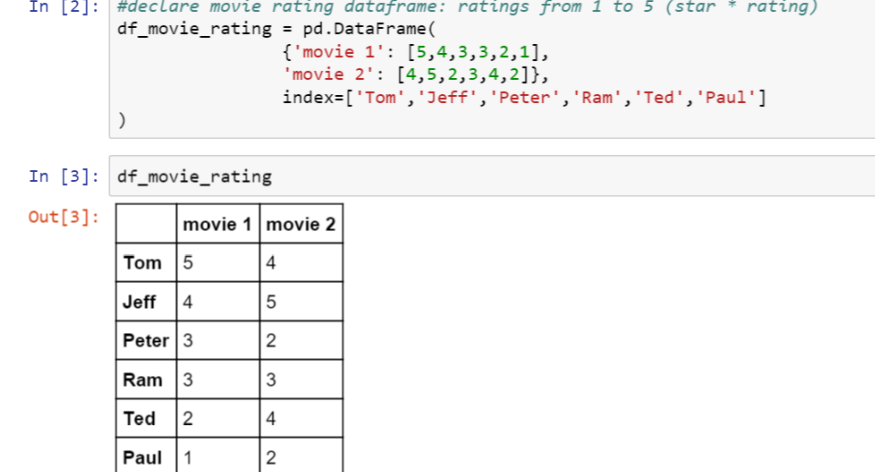 In [2]: #declare movie rating dataframe: ratings from 1 to 5 (star * rating)
df_movie_rating = pd.DataFrame(
{'movie 1': [5,4,3,3,2,1],
'movie 2': [4,5,2,3,4,2]},
index=['Tom','Jeff','Peter','Ram','Ted','Paul']
)
In [3]: df_movie_rating
Out[3]:
movie 1 movie 2
Tom 5 4
Jeff 4 5
Peter 3 2
Ram 3 3
Ted 2 4
Paul 1 2